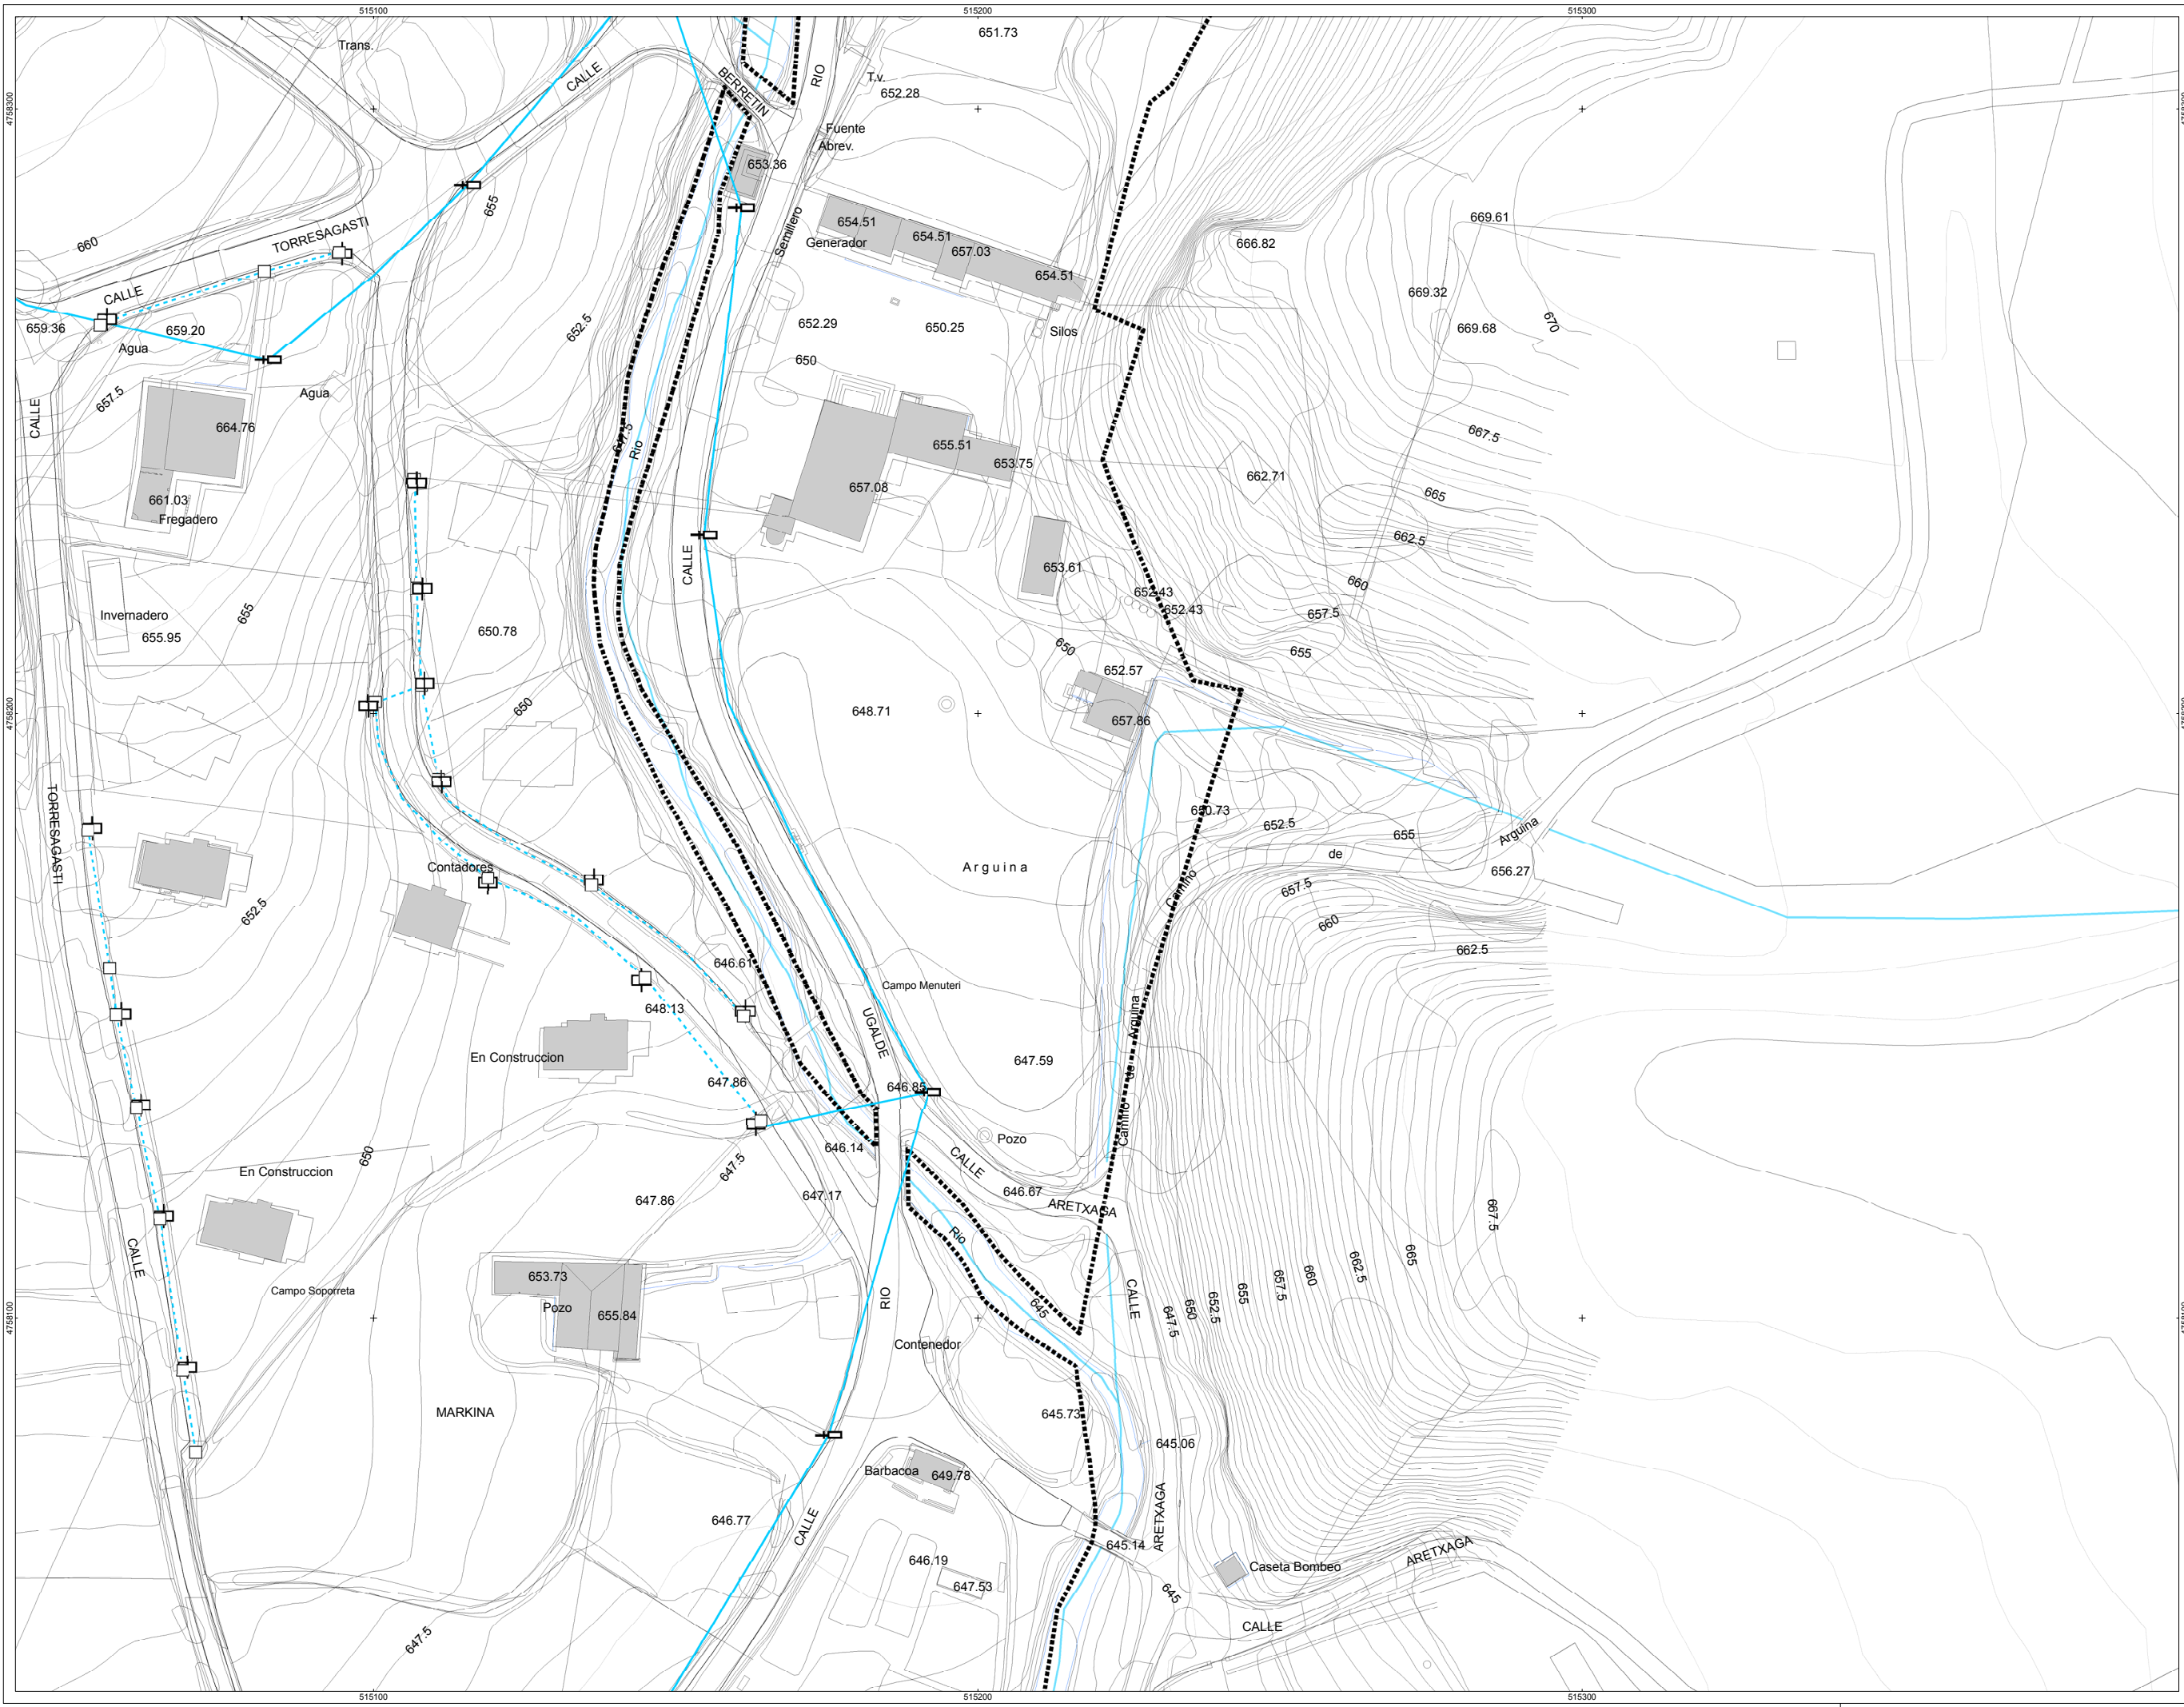 515100
515200
515300
Trans.
651.73
CALLE
BERRETIN
RIO
T.v.
652.28
4758300
4758300
Fuente
Abrev.
653.36
655
669.61
660
TORRESAGASTI
Semillero
654.51
Generador
654.51
657.03
654.51
666.82
CALLE
669.32
659.36
659.20
652.5
652.29
650.25
Silos
669.68
670
Agua
650
Agua
657.5
CALLE
664.76
647.5
Rio
655.51
653.75
667.5
662.71
661.03
657.08
665
Fregadero
CALLE
662.5
653.61
660
652.43
652.43
Invernadero
655
655.95
650.78
657.5
650
655
652.57
650
648.71
657.86
4758200
4758200
TORRESAGASTI
650.73
652.5
655
Arguina
Contadores
Arguina
de
656.27
Camino
657.5
652.5
660
662.5
646.61
Campo Menuteri
648.13
UGALDE
de Arguina
En Construccion
647.59
647.86
646.85
Camino
Pozo
646.14
650
CALLE
En Construccion
647.5
647.86
647.17
646.67
ARETXAGA
667.5
Rio
CALLE
653.73
Campo Soporreta
RIO
645
CALLE
647.5
650
652.5
655
657.5
660
662.5
665
Pozo
655.84
4758100
4758100
Contenedor
MARKINA
645.73
645.06
Barbacoa
649.78
646.77
CALLE
ARETXAGA
645.14
646.19
647.53
Caseta Bombeo
ARETXAGA
645
CALLE
647.5
515100
515200
515300